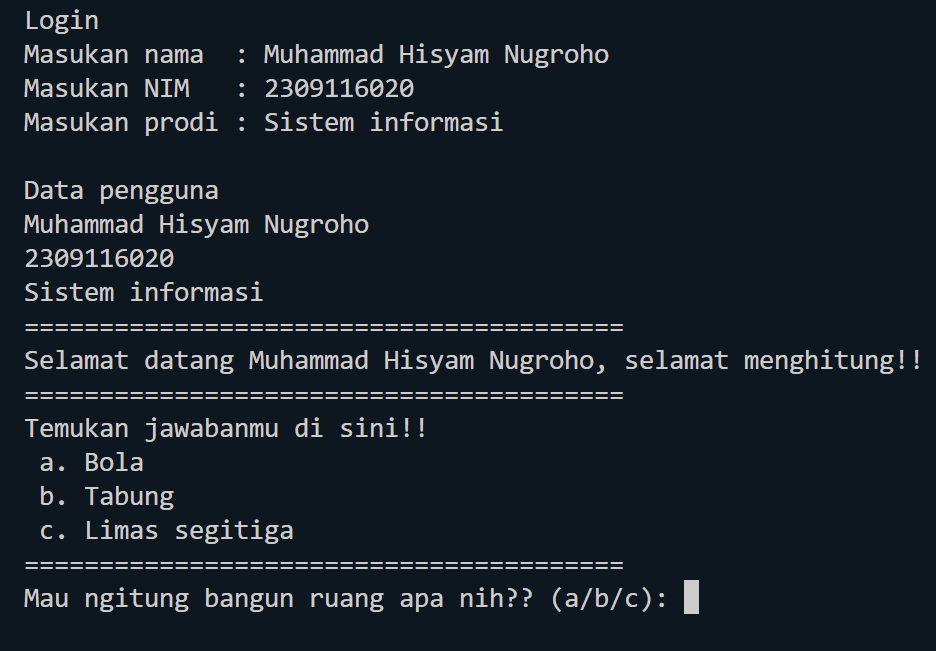 Login
Masukan nama  : Muhammad Hisyam Nugroho
Masukan NIM   : 2309116020
Masukan prodi : Sistem informasi

Data pengguna
Muhammad Hisyam Nugroho
2309116020
Sistem informasi
========================================
Selamat datang Muhammad Hisyam Nugroho, selamat menghitung!!
========================================
Temukan jawabanmu di sini!!
 a. Bola
 b. Tabung
 c. Limas segitiga
========================================
Mau ngitung bangun ruang apa nih?? (a/b/c):